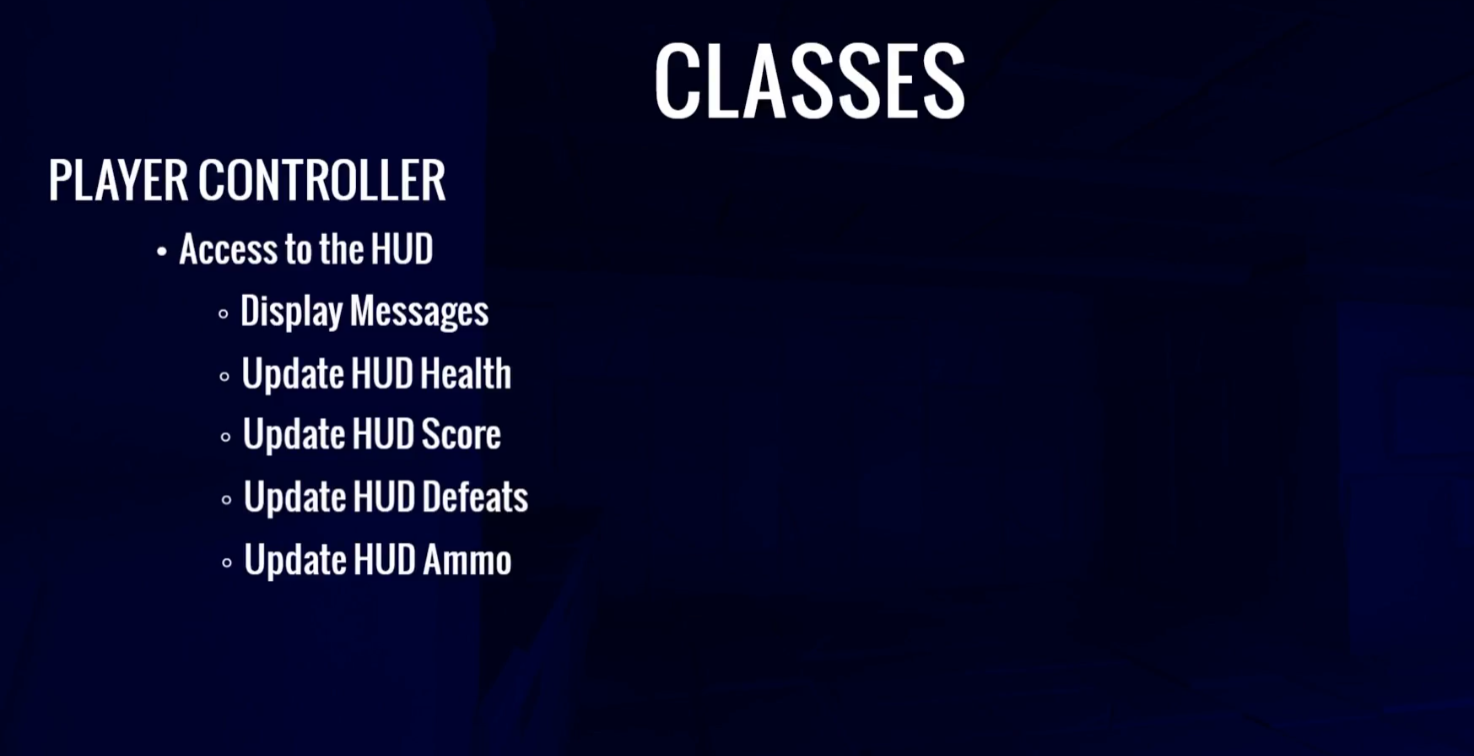 CLASSES
PLAYER CONTROLLER
• Access to the HUD
◦ Display Messages
◦ Update HUD Health
◦ Update HUD Score
◦ Update HUD Defeats
◦ Update HUD Ammo